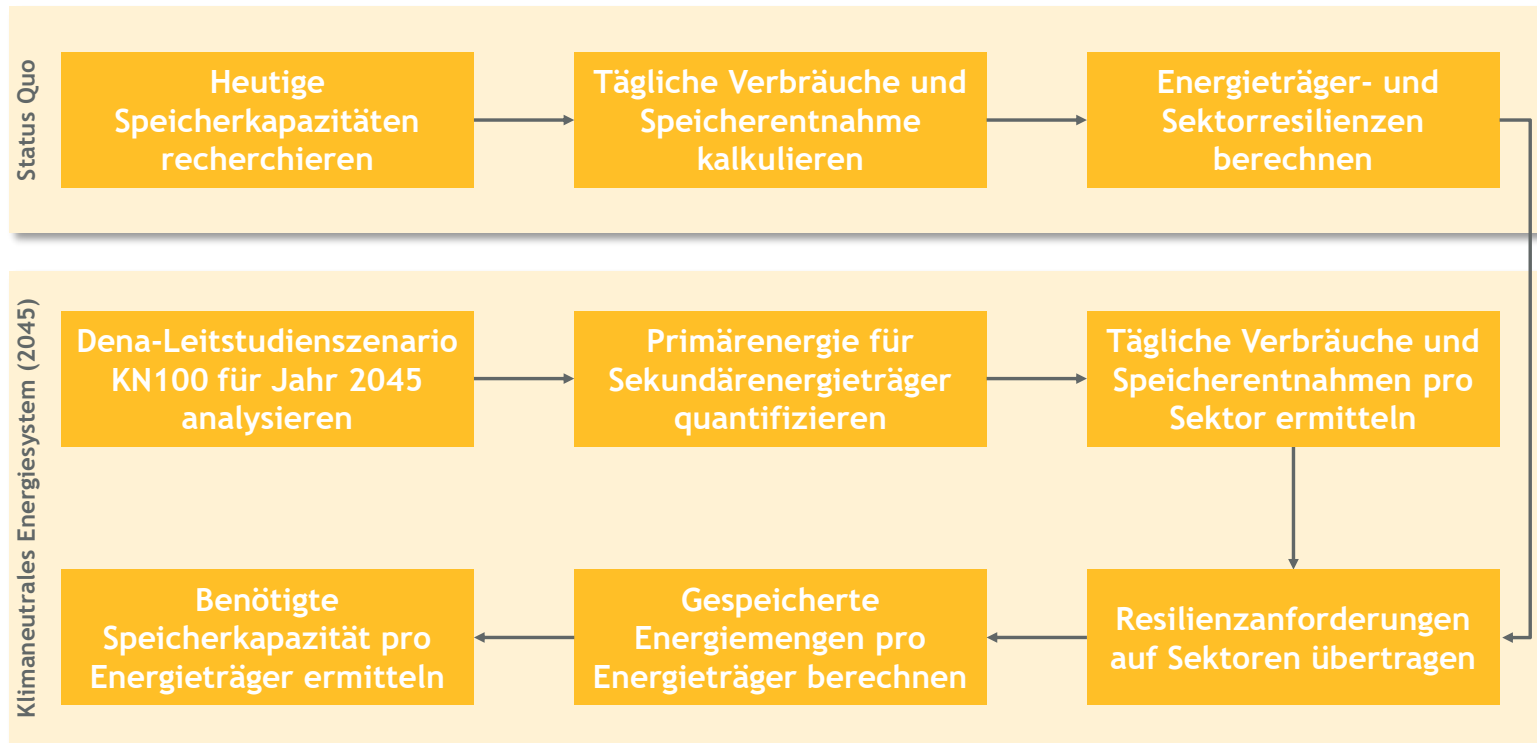 Status Quo
Heutige
Speicherkapazitäten
recherchieren
Tägliche Verbräuche und
Speicherentnahme
kalkulieren
Energieträger- und
Sektorresilienzen
berechnen
Klimaneutrales Energiesystem (2045)
Dena-Leitstudienszenario
KN100 für Jahr 2045
analysieren
Primärenergie für
Sekundärenergieträger
quantifizieren
Tägliche Verbräuche und
Speicherentnahmen pro
Sektor ermitteln
Benötigte
Speicherkapazität pro
Energieträger ermitteln
Gespeicherte
Energiemengen pro
Energieträger berechnen
Resilienzanforderungen
auf Sektoren übertragen